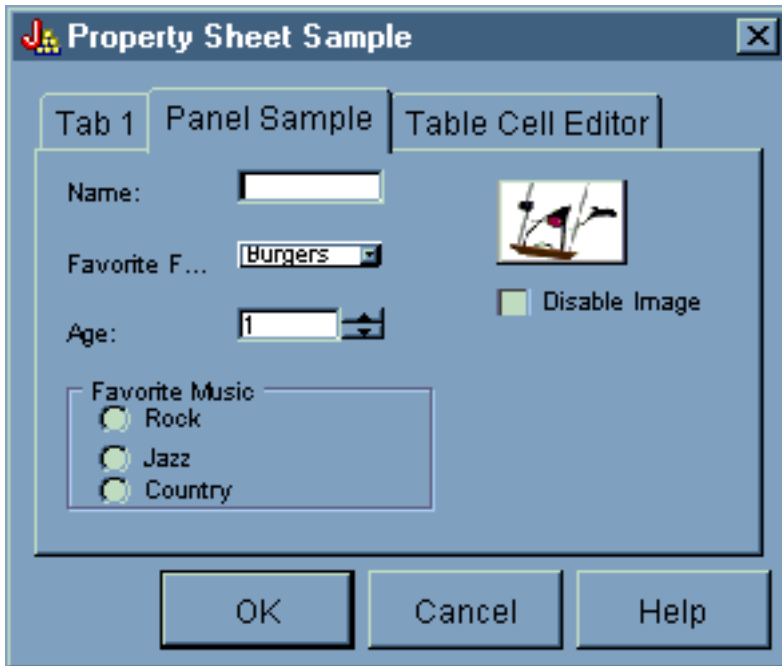 Property Sheet Sample
Tab 1
Panel Sample
Table Cell Editor
Name:
Favorite F...
Burgers
Disable Image
Age:
1
Favorite Music
Rock
Jazz
Country
OK
Cancel
Help